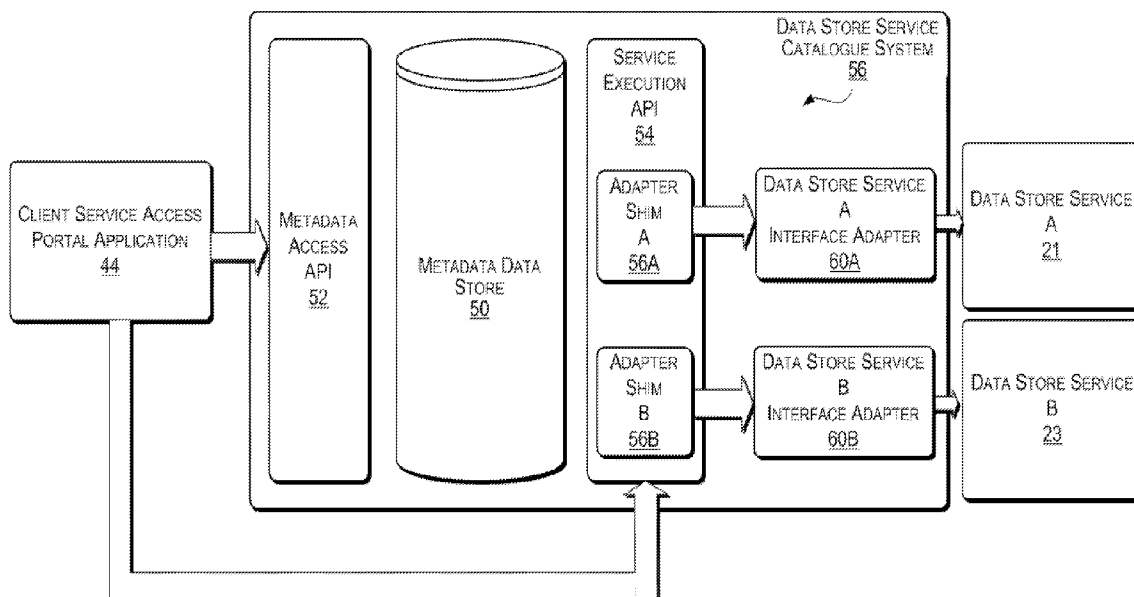 DATA STORE SERVICE
CATALOGUE SYSTEM
56
CLIENT SERVICE ACCESS
PORTAL APPLICATION
44
METADATA
ACCESS
API
52
METADATA DATA
STORE
50
SERVICE
EXECUTION
API
54
ADAPTER
SHIM
A
56A
DATA STORE SERVICE
A
INTERFACE ADAPTER
60A
DATA STORE SERVICE
A
21
ADAPTER
SHIM
B
56B
DATA STORE SERVICE
B
INTERFACE ADAPTER
60B
DATA STORE SERVICE
B
23